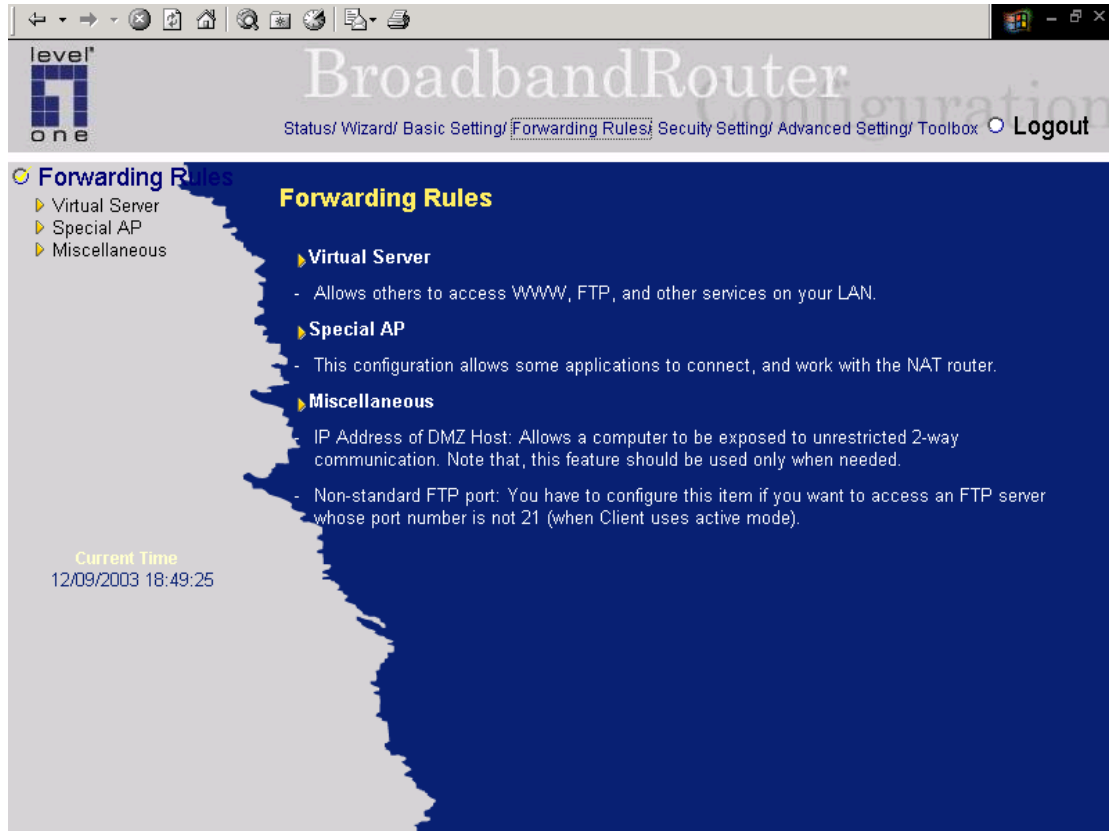 level*
one
BroadbandRouter
Configuration
Status/ Wizard/ Basic Setting/ Forwarding Rules/ Secuity Setting/ Advanced Setting/ Toolbox Logout
Forwarding Rules
Virtual Server
Special AP
Miscellaneous
Current Time
12/09/2003 18:49:25
Forwarding Rules
Virtual Server
- Allows others to access WWW, FTP, and other services on your LAN.
Special AP
- This configuration allows some applications to connect, and work with the NAT router.
Miscellaneous
- IP Address of DMZ Host: Allows a computer to be exposed to unrestricted 2-way
communication. Note that, this feature should be used only when needed.
- Non-standard FTP port: You have to configure this item if you want to access an FTP server
whose port number is not 21 (when Client uses active mode).